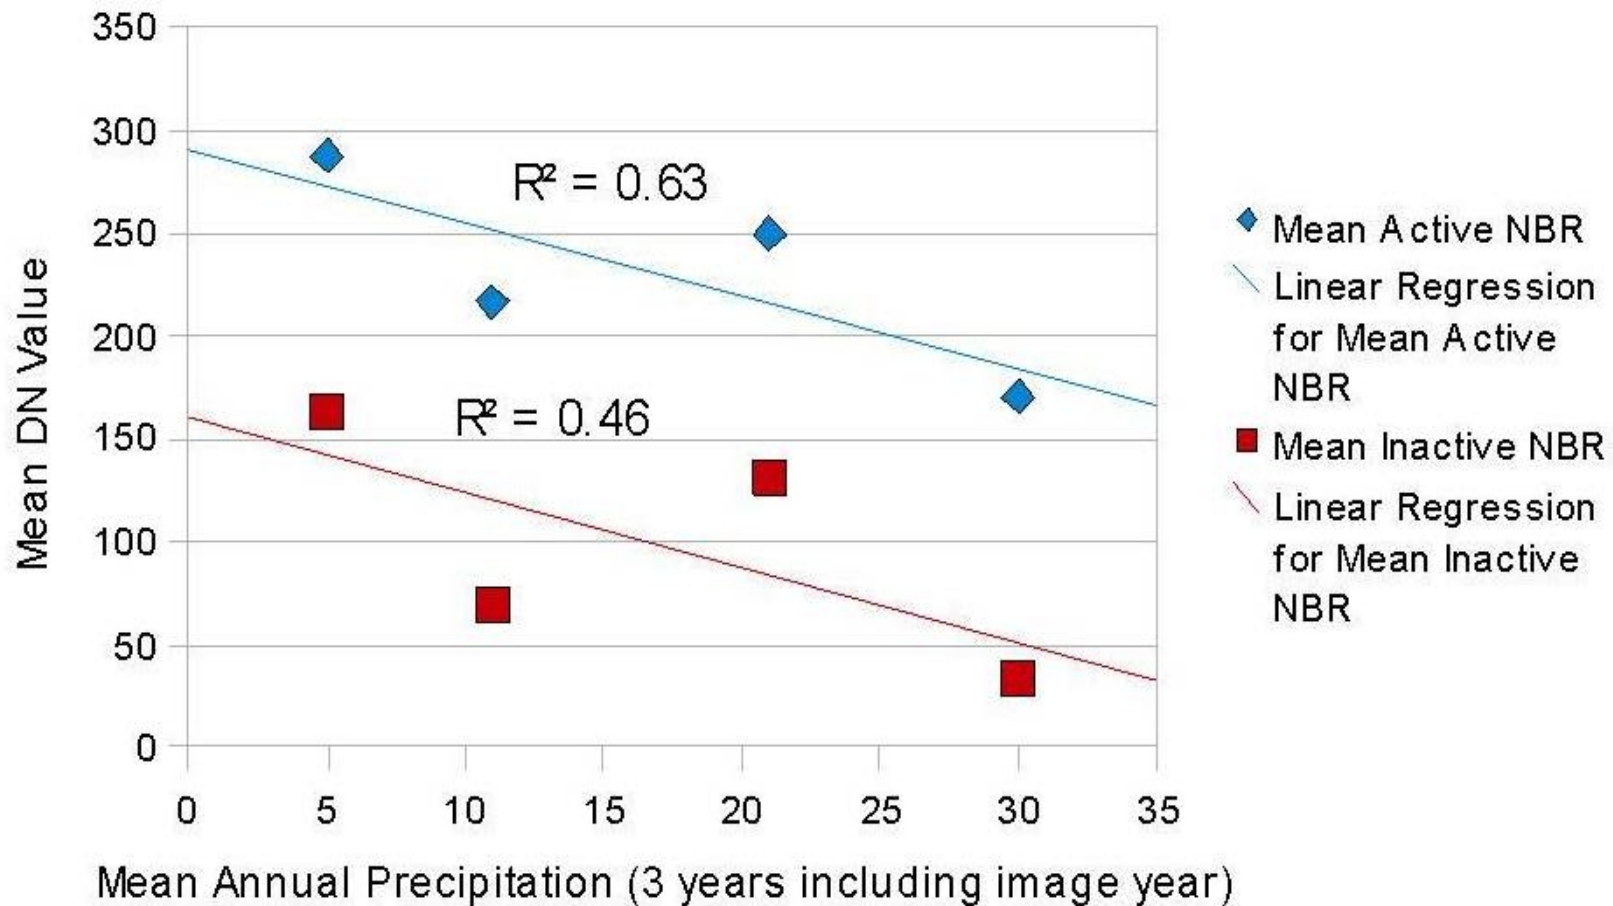 350
300
250
200
150
100
50
0
Mean DN Value
R² = 0.63
R² = 0.46
0 5 10 15 20 25 30 35
Mean Annual Precipitation (3 years including image year)
Mean Active NBR
Linear Regression
for Mean Active
NBR
Mean Inactive NBR
Linear Regression
for Mean Inactive
NBR